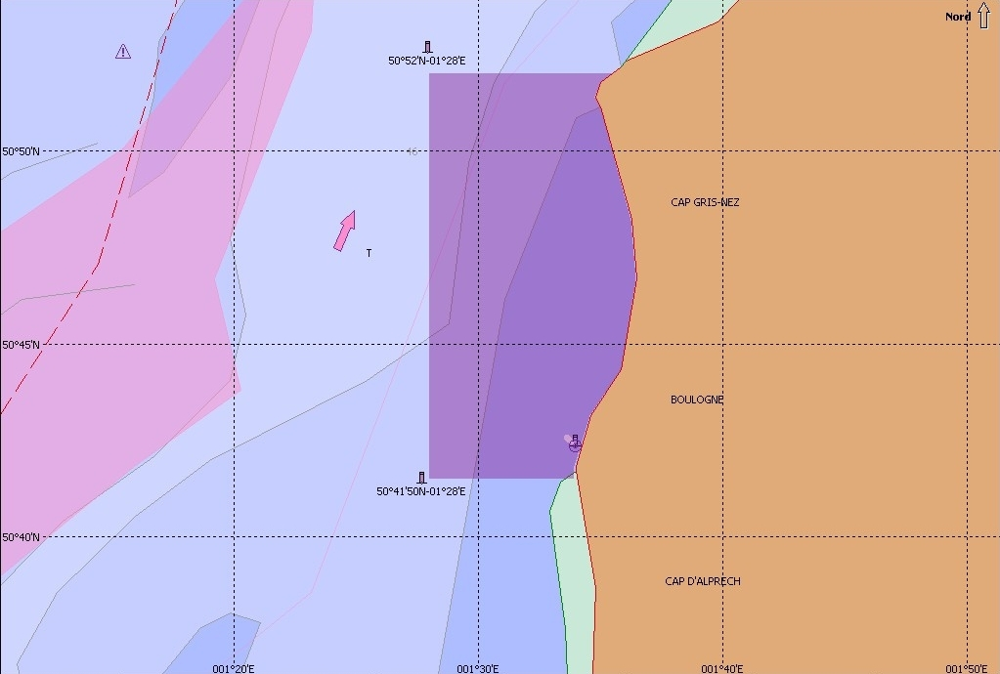 Nord
50°52'N-01°28'E
50°50'N
46
CAP GRIS-NEZ
T
50°45'N
BOULOGNE
50°41'50N-01°28'E
50°40'N
CAP D'ALPRECH
001°20'E
001°30'E
001°40'E
001°50'E